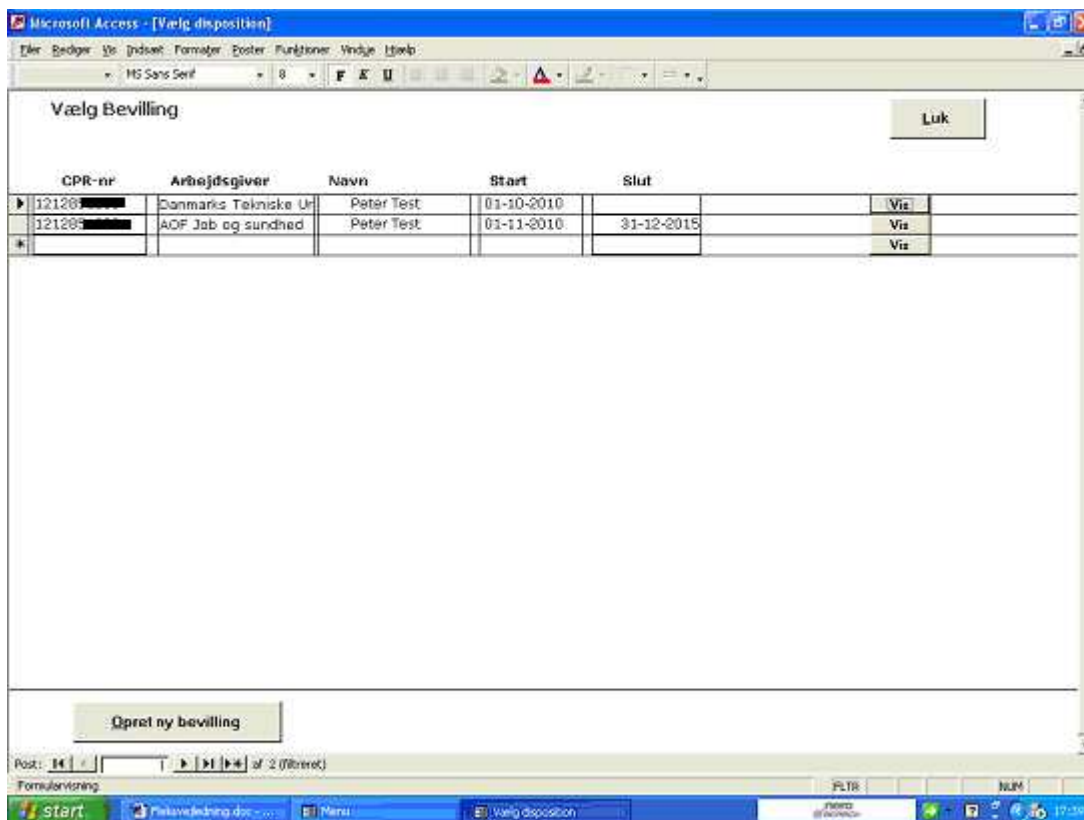 Microsoft Access - [Vælg disposition]
Filer Rediger Vis Indsæt Formater Poster Funktioner Vindue Hjælp
MS Sans Serif 8 F K U A
Vælg Bevilling
Luk
CPR-nr Arbejdsgiver Navn Start Slut
Danmarks Tekniske Un Peter Test 01-10-2010 Vis
AOF Job og sundhed Peter Test 01-11-2010 31-12-2015 Vis
Vis
Opret ny bevilling
Post: 1 af 2 (filtreret)
Formularvisning FLTR NUM
start Menu Vælg disposition